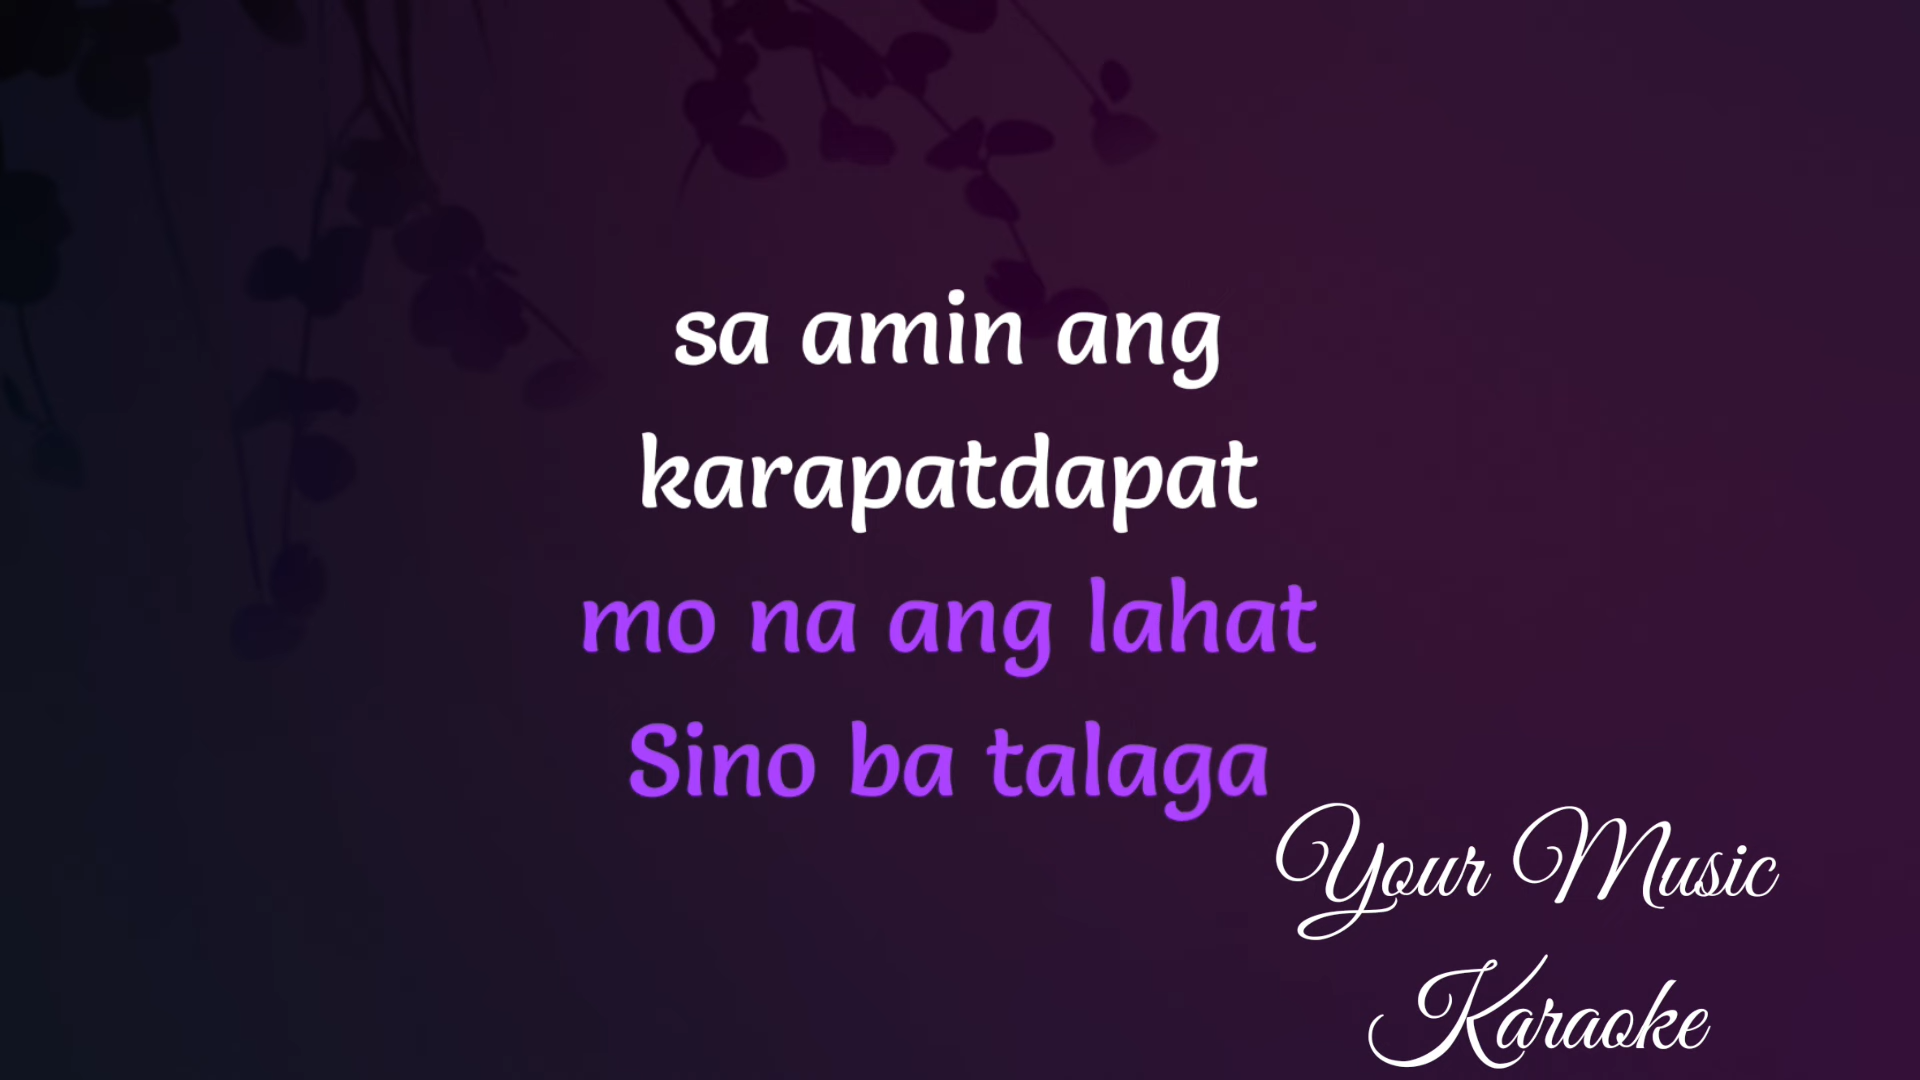 sa amin ang
karapatdapat
mo na ang lahat
Sino ba talaga
Your Music
Karaoke